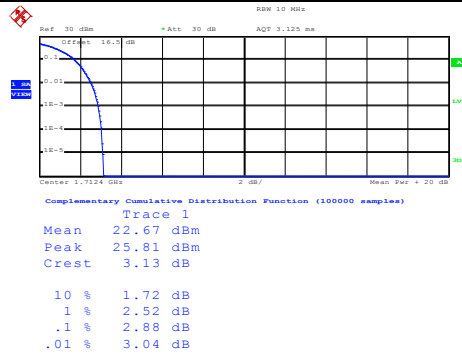 RBW 10 MHz
Ref 30 dBm *Att 30 dB AQT 3.125 ms
Offset 16.5 dB
0.1
A
1 SA
VIEW
0.01
1E-3
LVL
1E-4
1E-5
3DB
Center 1.7124 GHz 2 dB/ Mean Pwr + 20 dB
Complementary Cumulative Distribution Function (100000 samples)
Trace 1
Mean 22.67 dBm
Peak 25.81 dBm
Crest 3.13 dB
10 % 1.72 dB
1 % 2.52 dB
.1 % 2.88 dB
.01 % 3.04 dB